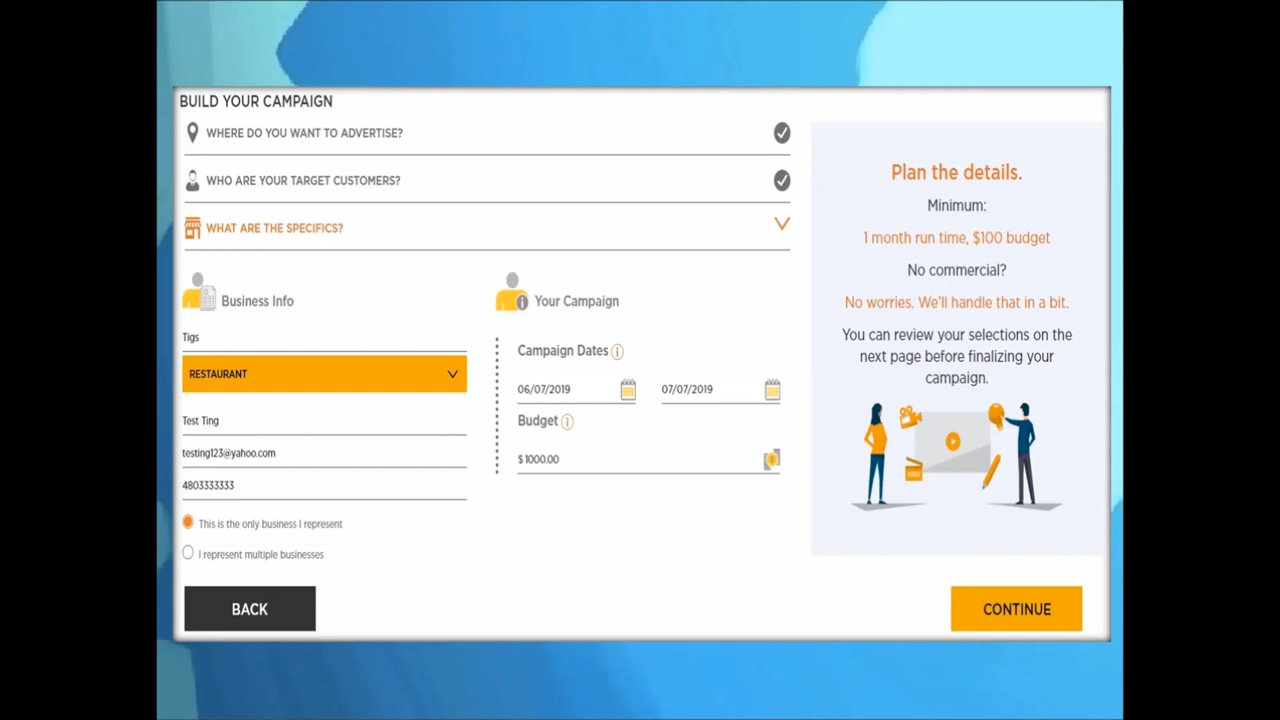 BUILD YOUR CAMPAIGN
WHERE DO YOU WANT TO ADVERTISE?
WHO ARE YOUR TARGET CUSTOMERS?
WHAT ARE THE SPECIFICS?
Business Info
Tigs
RESTAURANT
Test Ting
testing123@yahoo.com
4803333333
This is the only business I represent
I represent multiple businesses
Your Campaign
Campaign Dates
06/07/2019
07/07/2019
Budget
$1000.00
Plan the details.
Minimum:
1 month run time, $100 budget
No commercial?
No worries. We'll handle that in a bit.
You can review your selections on the
next page before finalizing your
campaign.
BACK
CONTINUE